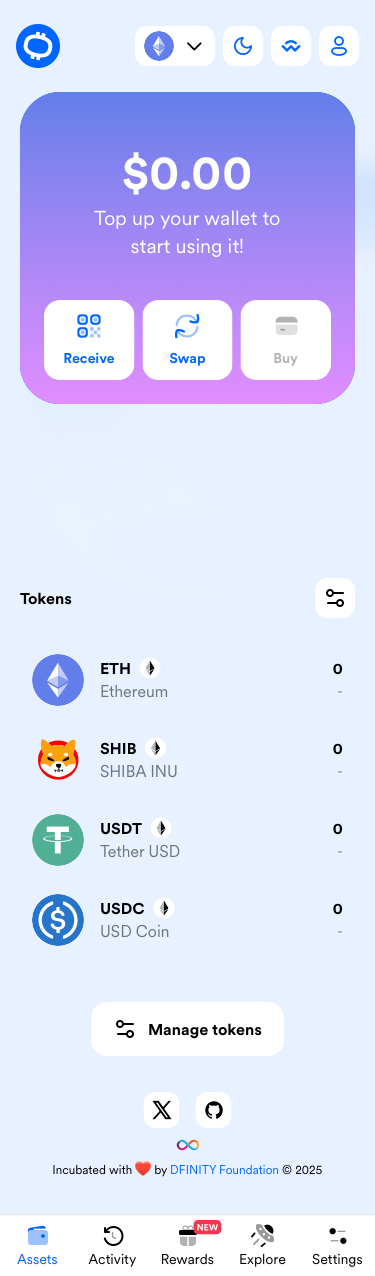 $0.00
Top up your wallet to
start using it!
Receive Swap Buy
Tokens
ETH 0
Ethereum -
SHIB 0
SHIBA INU -
USDT 0
Tether USD -
USDC 0
USD Coin -
Manage tokens
Incubated with ❤️ by DFINITY Foundation © 2025
NEW
Assets Activity Rewards Explore Settings